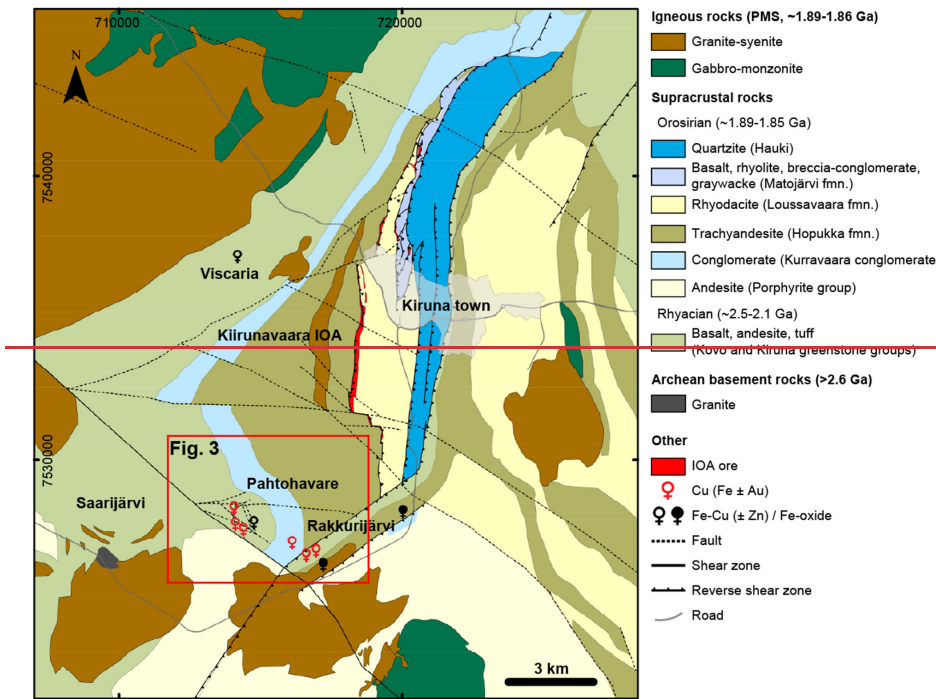 710000
720000
N
7540000
Viscaria
Kiruna town
Kiirunavaara IOA
7530000
Fig. 3
Pahtohavare
Saarijärvi
Rakkurijärvi
3 km
Igneous rocks (PMS, ~1.89-1.86 Ga)
Granite-syenite
Gabbro-monzonite
Supracrustal rocks
Orosirian (~1.89-1.85 Ga)
Quartzite (Hauki)
Basalt, rhyolite, breccia-conglomerate,
graywacke (Matojärvi fmn.)
Rhyodacite (Loussavaara fmn.)
Trachyandesite (Hopukka fmn.)
Conglomerate (Kurravaara conglomerate
Andesite (Porphyrite group)
Rhyacian (~2.5-2.1 Ga)
Basalt, andesite, tuff
(Kovo and Kiruna greenstone groups)
Archean basement rocks (>2.6 Ga)
Granite
Other
IOA ore
Cu (Fe ± Au)
Fe-Cu (± Zn) / Fe-oxide
Fault
Shear zone
Reverse shear zone
Road